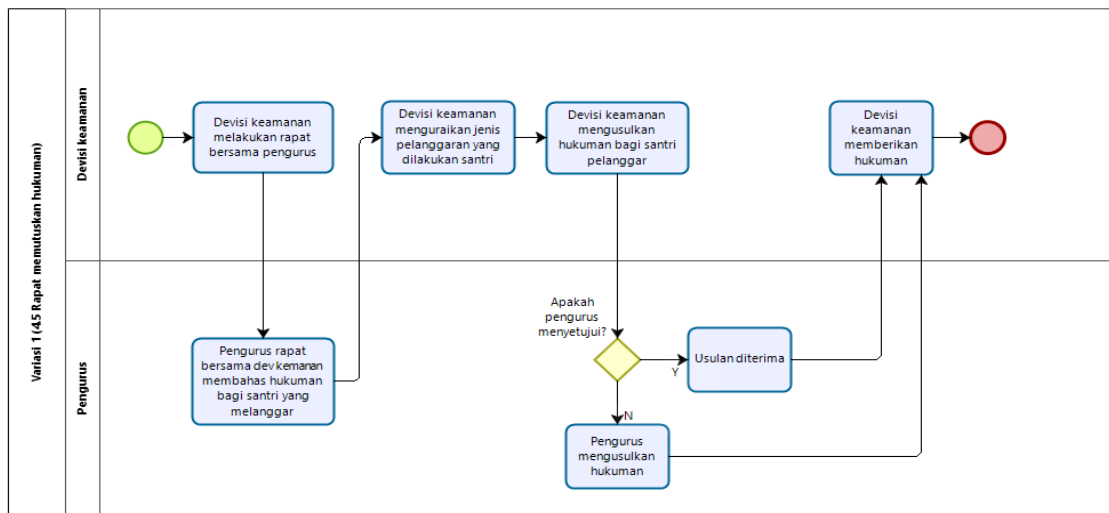 Variasi 1 (4.5 Rapat memutuskan hukuman)
Devisi keamanan
Devisi keamanan
melakukan rapat
bersama pengurus
Devisi keamanan
menguraikan jenis
pelanggaran yang
dilakukan santri
Devisi keamanan
mengusulkan
hukuman bagi santri
pelanggar
Devisi
keamanan
memberikan
hukuman
Pengurus
Pengurus rapat
bersama dev kemanan
membahas hukuman
bagi santri yang
melanggar
Apakah
pengurus
menyetujui?
Y
Usulan diterima
N
Pengurus
mengusulkan
hukuman